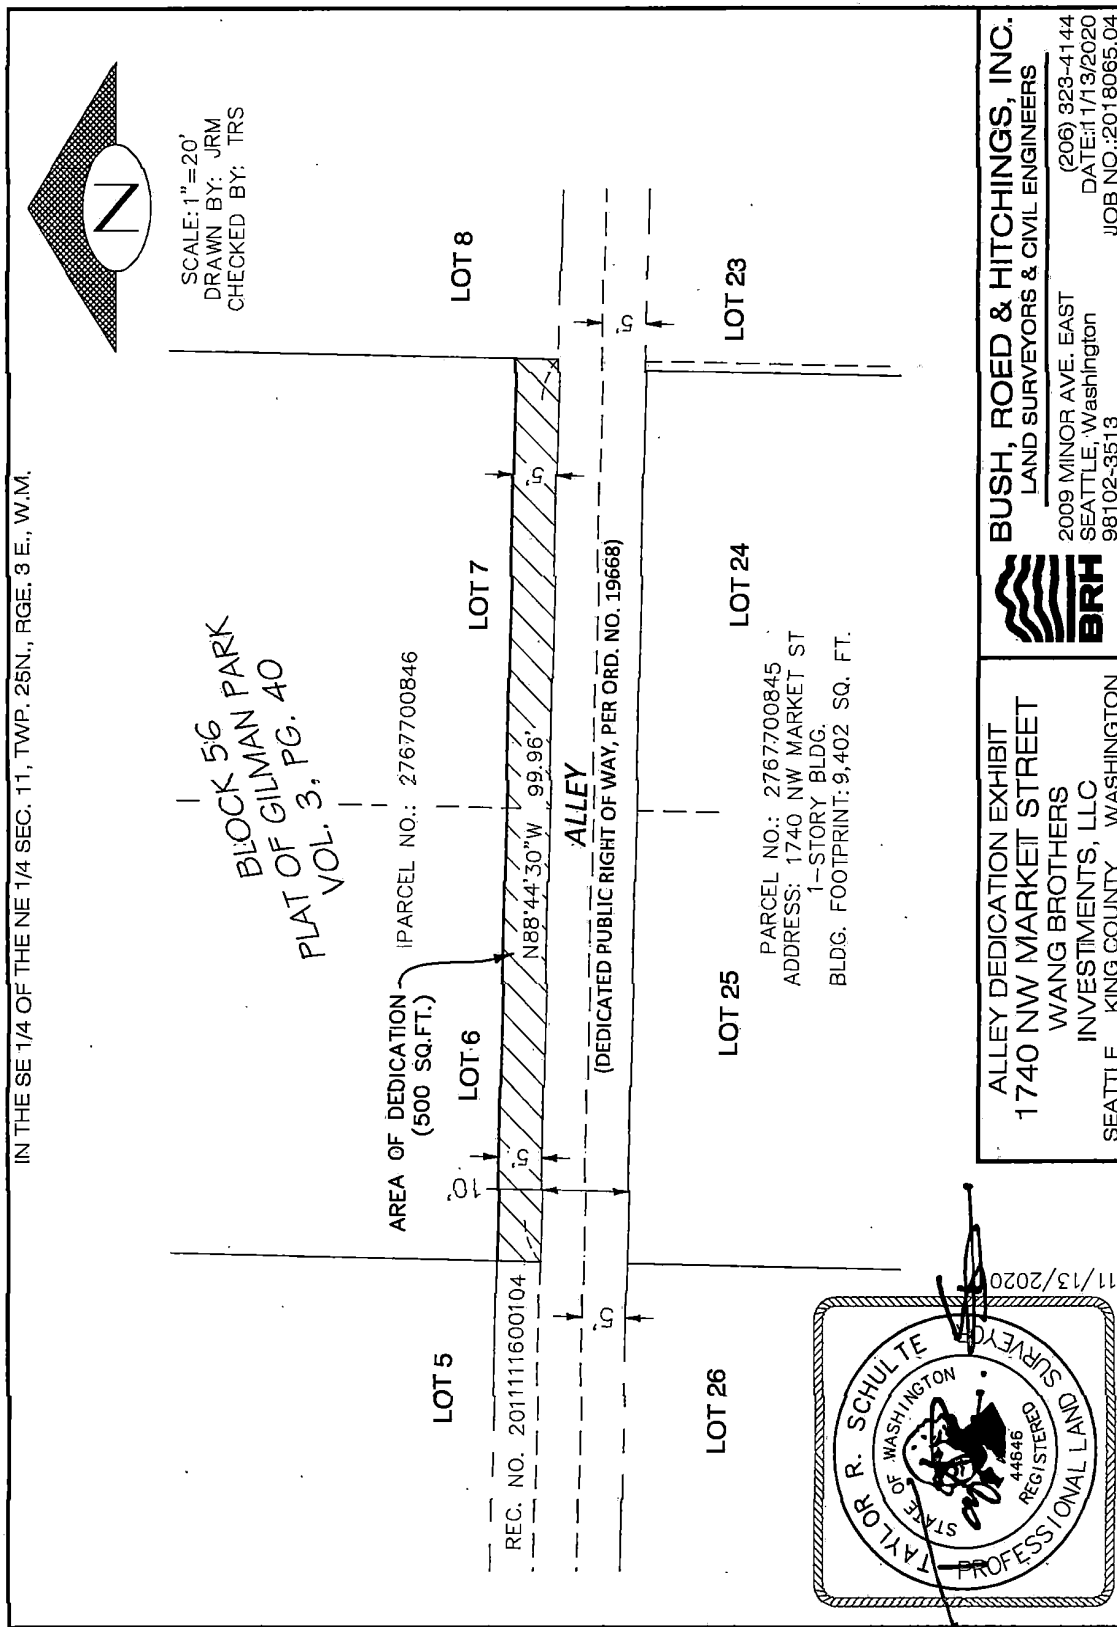 IN THE SE 1/4 OF THE NE 1/4 SEC. 11, TWP. 25N., RGE. 3 E., W.M.
N
SCALE: 1"=20'
DRAWN BY: JRM
CHECKED BY: TRS
BLOCK 56
PLAT OF GILMAN PARK
VOL. 3, PG. 40
PARCEL NO.: 2767700846
AREA OF DEDICATION
(500 SQ.FT.)
LOT 5
LOT 6
LOT 7
LOT 8
REC. NO. 2011111600104
10'
5'
N88°44'30"W 99.96'
5'
ALLEY
(DEDICATED PUBLIC RIGHT OF WAY, PER ORD. NO. 19668)
5'
5'
LOT 26
LOT 25
LOT 24
LOT 23
PARCEL NO.: 2767700845
ADDRESS: 1740 NW MARKET ST
1-STORY BLDG.
BLDG. FOOTPRINT: 9,402 SQ. FT.
TAYLOR R. SCHULTE
STATE OF WASHINGTON
44646
REGISTERED
PROFESSIONAL LAND SURVEYOR
11/13/2020
ALLEY DEDICATION EXHIBIT
1740 NW MARKET STREET
WANG BROTHERS
INVESTMENTS, LLC
SEATTLE KING COUNTY WASHINGTON
BRH
BUSH, ROED & HITCHINGS, INC.
LAND SURVEYORS & CIVIL ENGINEERS
2009 MINOR AVE. EAST (206) 323-4144
SEATTLE, Washington DATE: 11/13/2020
98102-3513 JOB NO.: 2018065.04